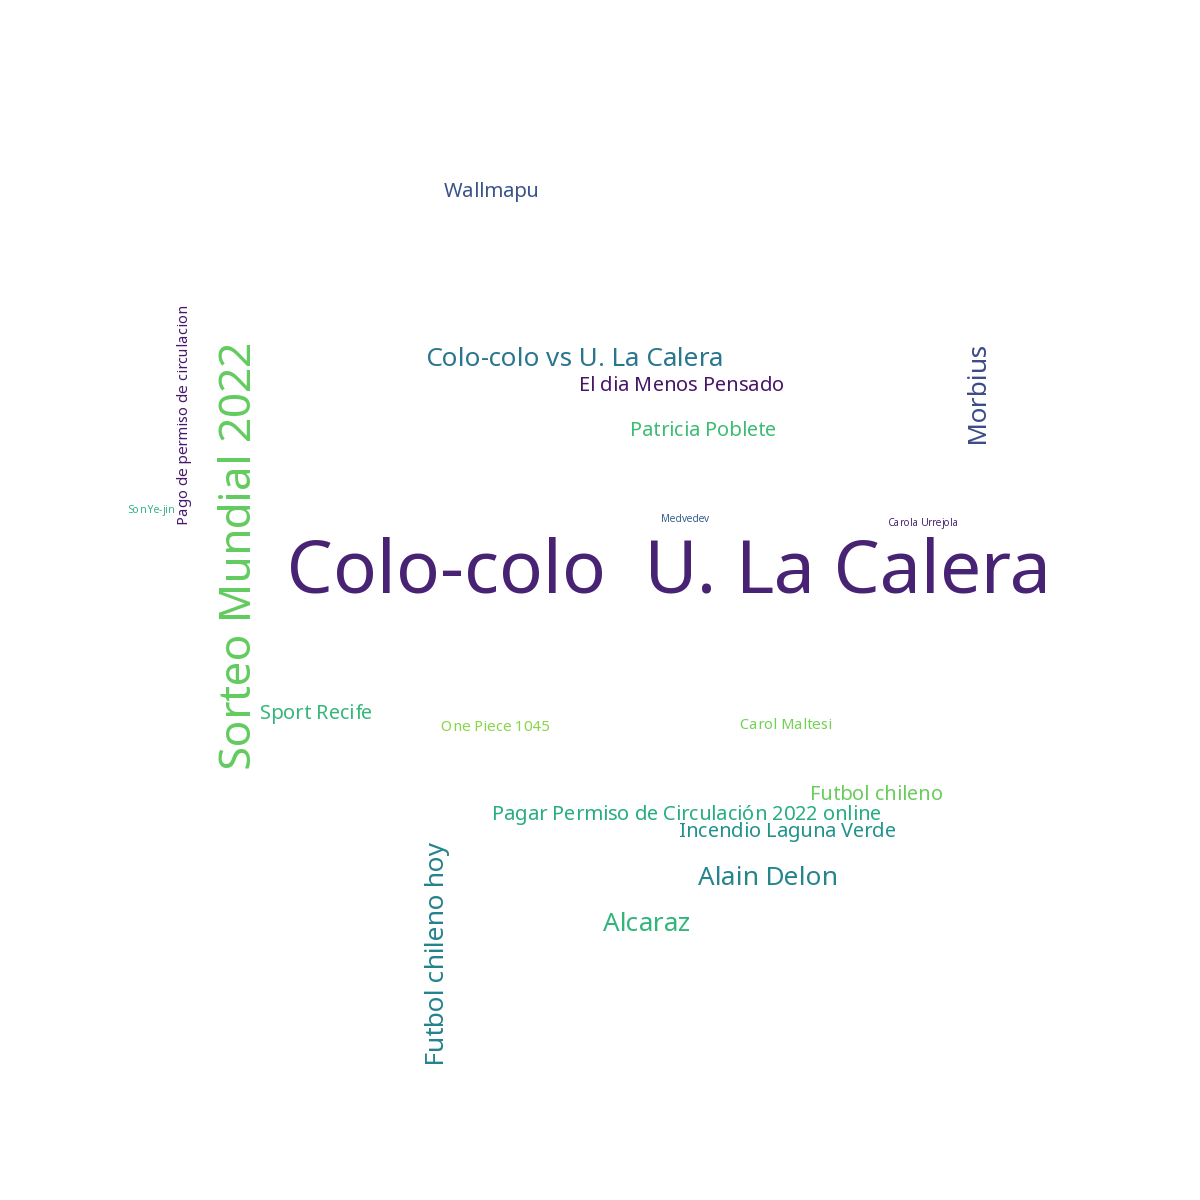 Wallmapu
Pago de permiso de circulacion
Sorteo Mundial 2022
Colo-colo vs U. La Calera
El dia Menos Pensado
Morbius
Patricia Poblete
Son Ye-jin
Medvedev
Carola Urrejola
Colo-colo U. La Calera
Sport Recife
One Piece 1045
Carol Maltesi
Futbol chileno
Pagar Permiso de Circulación 2022 online
Incendio Laguna Verde
Futbol chileno hoy
Alain Delon
Alcaraz